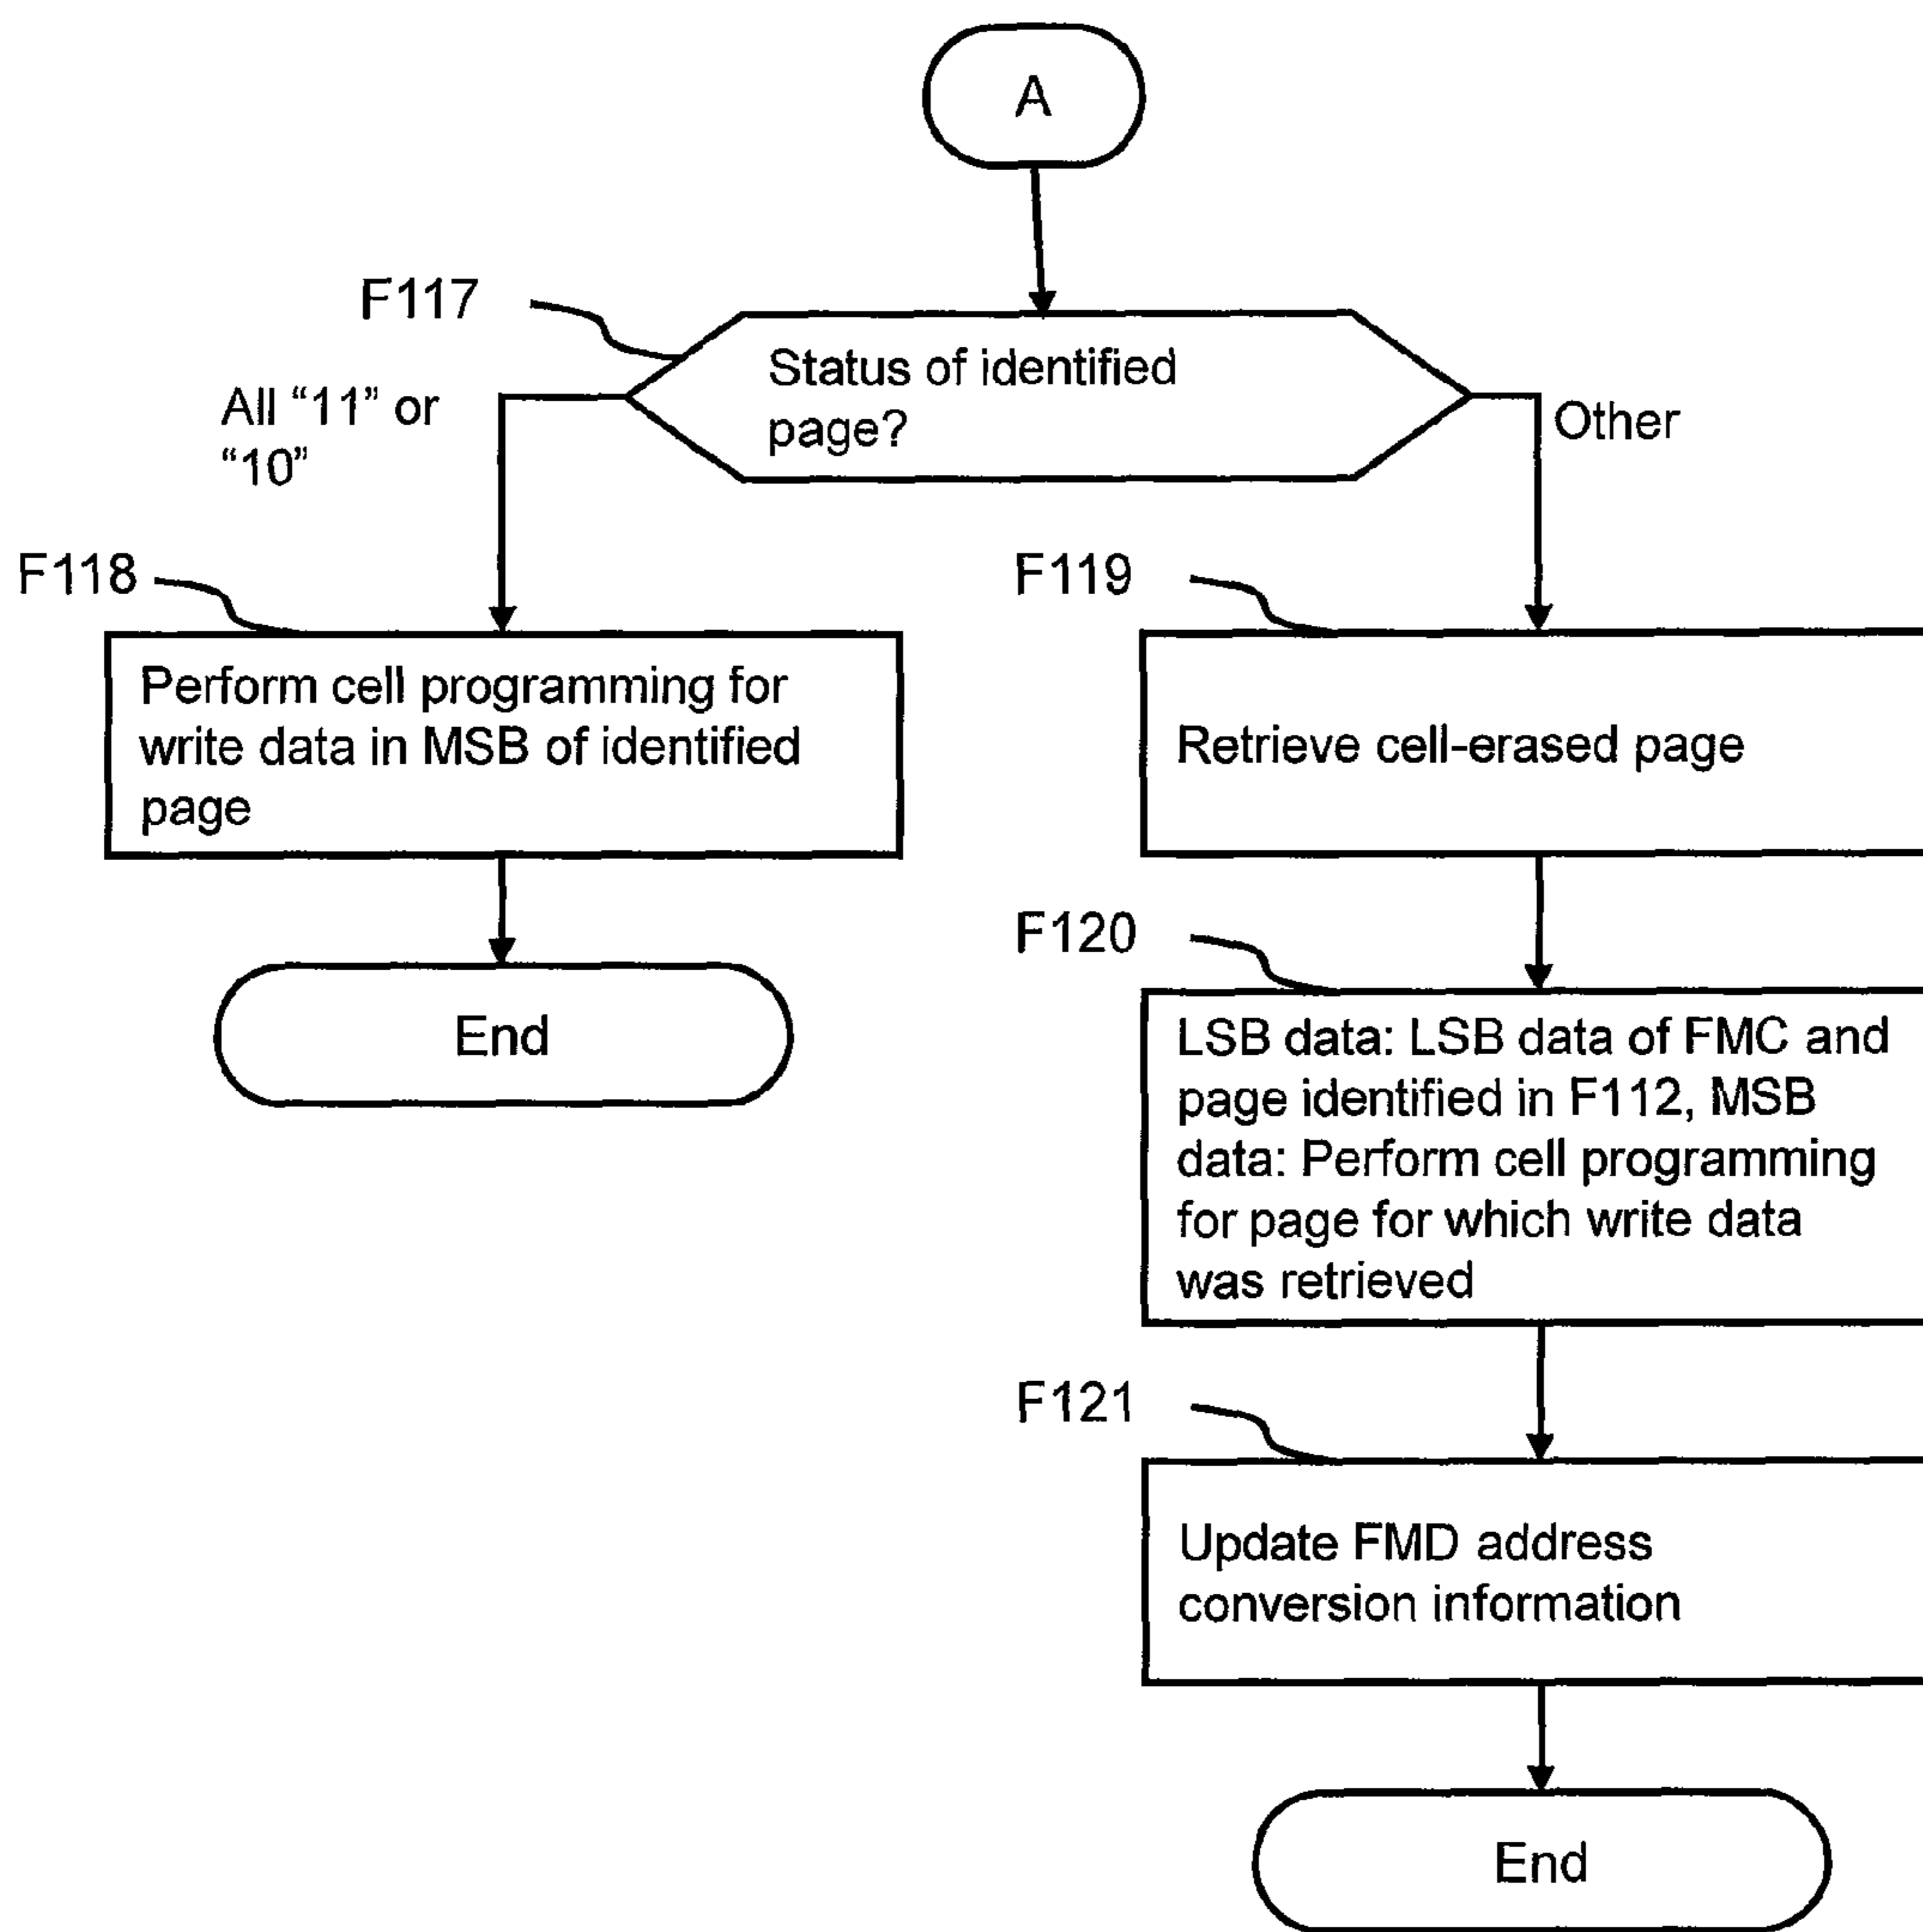 A
F117
Status of identified
page?
All “11” or
“10”
Other
F118
Perform cell programming for
write data in MSB of identified
page
End
F119
Retrieve cell-erased page
F120
LSB data: LSB data of FMC and
page identified in F112, MSB
data: Perform cell programming
for page for which write data
was retrieved
F121
Update FMD address
conversion information
End